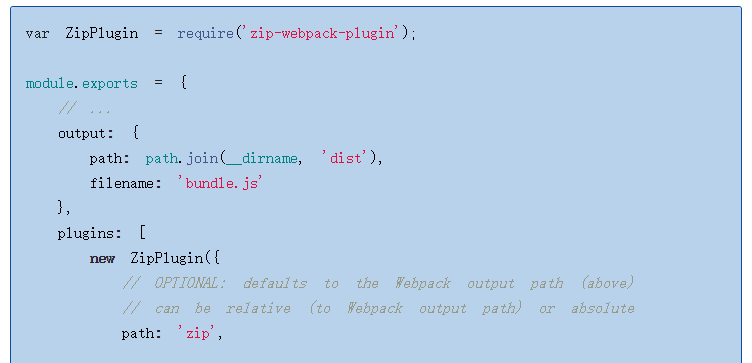 var ZipPlugin = require('zip-webpack-plugin');
module.exports = {
// ...
output: {
path: path.join(__dirname, 'dist'),
filename: 'bundle.js'
},
plugins: [
new ZipPlugin({
// OPTIONAL: defaults to the Webpack output path (above)
// can be relative (to Webpack output path) or absolute
path: 'zip',